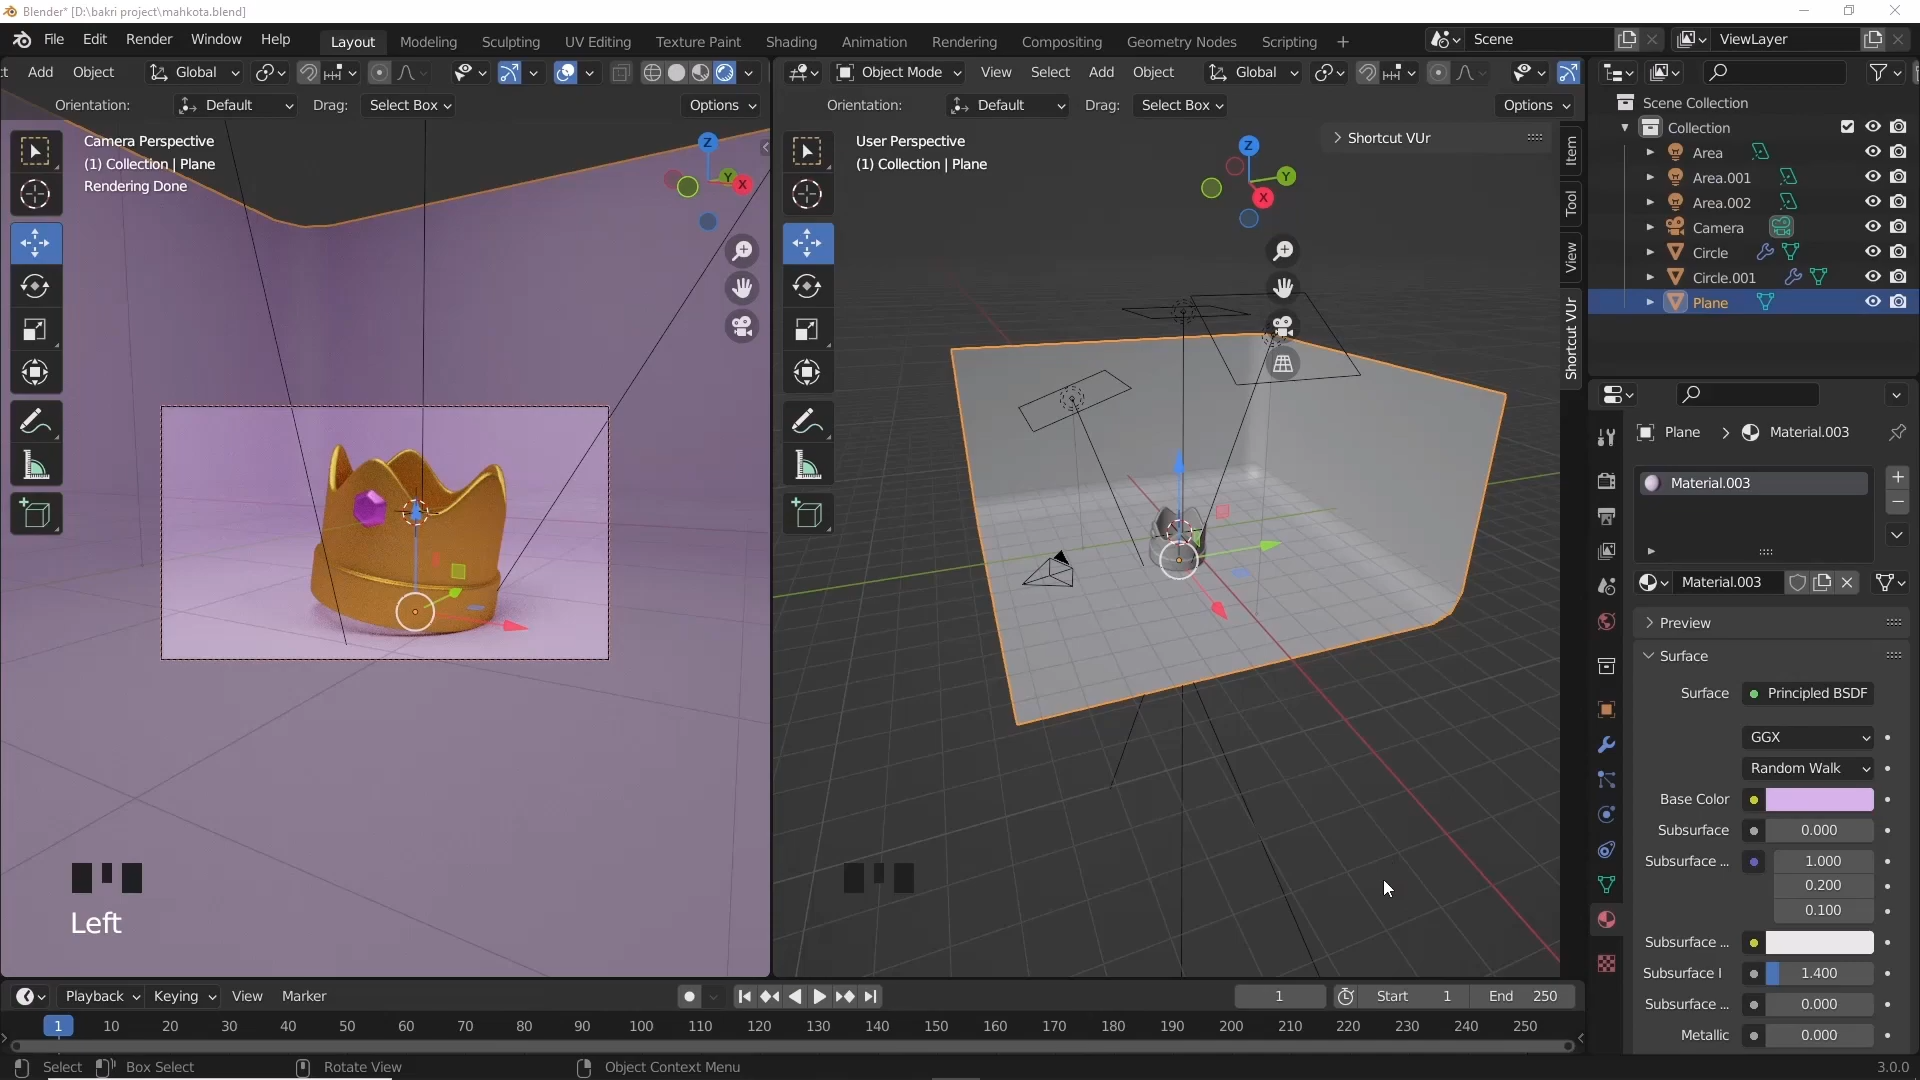 Blender* [D:\bakri project\mahkota.blend]
File Edit Render Window Help Layout Modeling Sculpting UV Editing Texture Paint Shading Animation Rendering Compositing Geometry Nodes Scripting + Scene ViewLayer
Add Object Global
Object Mode View Select Add Object Global
Orientation: Default Drag: Select Box Options
Orientation: Default Drag: Select Box Options
Camera Perspective
(1) Collection | Plane
Rendering Done
Z
Y
X
User Perspective
(1) Collection | Plane
Shortcut VUr
Z
Y
X
Item
Tool
View
Shortcut VUr
Scene Collection
Collection
Area
Area.001
Area.002
Camera
Circle
Circle.001
Plane
Plane > Material.003
Material.003
Material.003
Preview
Surface
Surface Principled BSDF
GGX
Random Walk
Base Color
Subsurface 0.000
Subsurface ... 1.000
0.200
0.100
Subsurface ...
Subsurface I 1.400
Subsurface ... 0.000
Metallic 0.000
Left
Playback Keying View Marker 1 Start 1 End 250
1 10 20 30 40 50 60 70 80 90 100 110 120 130 140 150 160 170 180 190 200 210 220 230 240 250
Select Box Select Rotate View Object Context Menu 3.0.0